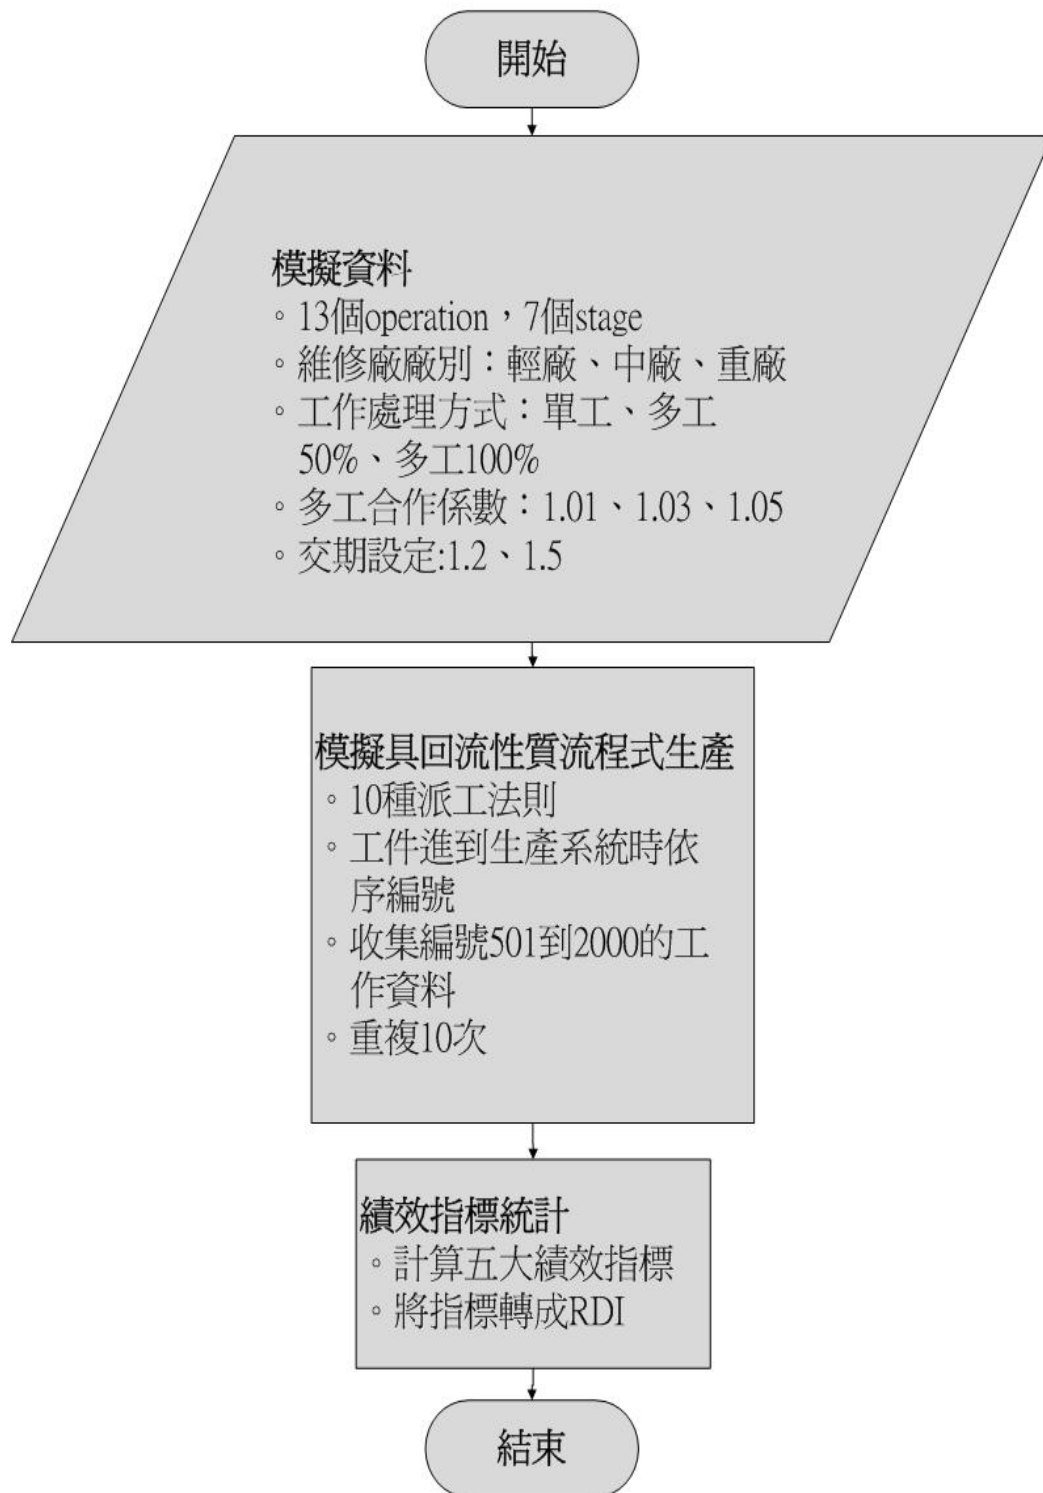 開始
模擬資料
。13個operation，7個stage
。維修廠廠別：輕廠、中廠、重廠
。工作處理方式：單工、多工
50%、多工100%
。多工合作係數：1.01、1.03、1.05
。交期設定:1.2、1.5
模擬具回流性質流程式生產
。10種派工法則
。工件進到生產系統時依
序編號
。收集編號501到2000的工
作資料
。重複10次
績效指標統計
。計算五大績效指標
。將指標轉成RDI
結束